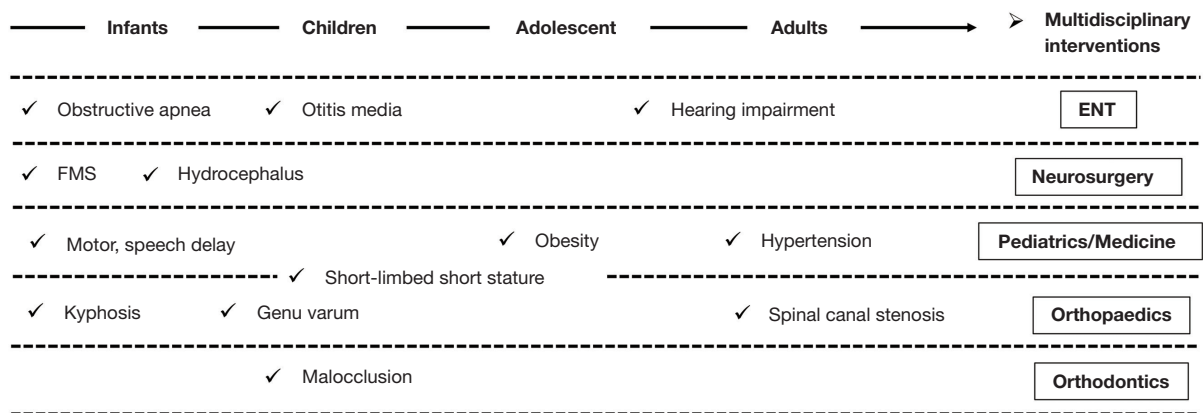 Infants Children Adolescent Adults ➢ Multidisciplinary
interventions
✓ Obstructive apnea ✓ Otitis media ✓ Hearing impairment ENT
✓ FMS ✓ Hydrocephalus Neurosurgery
✓ Motor, speech delay ✓ Obesity ✓ Hypertension Pediatrics/Medicine
✓ Short-limbed short stature
✓ Kyphosis ✓ Genu varum ✓ Spinal canal stenosis Orthopaedics
✓ Malocclusion Orthodontics